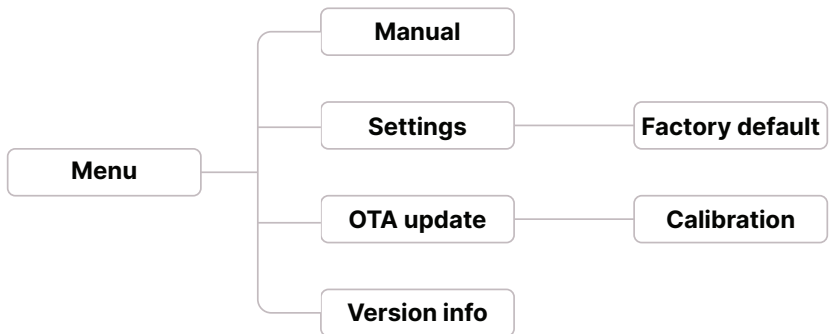 Manual
Settings
Factory default
Menu
OTA update
Calibration
Version info